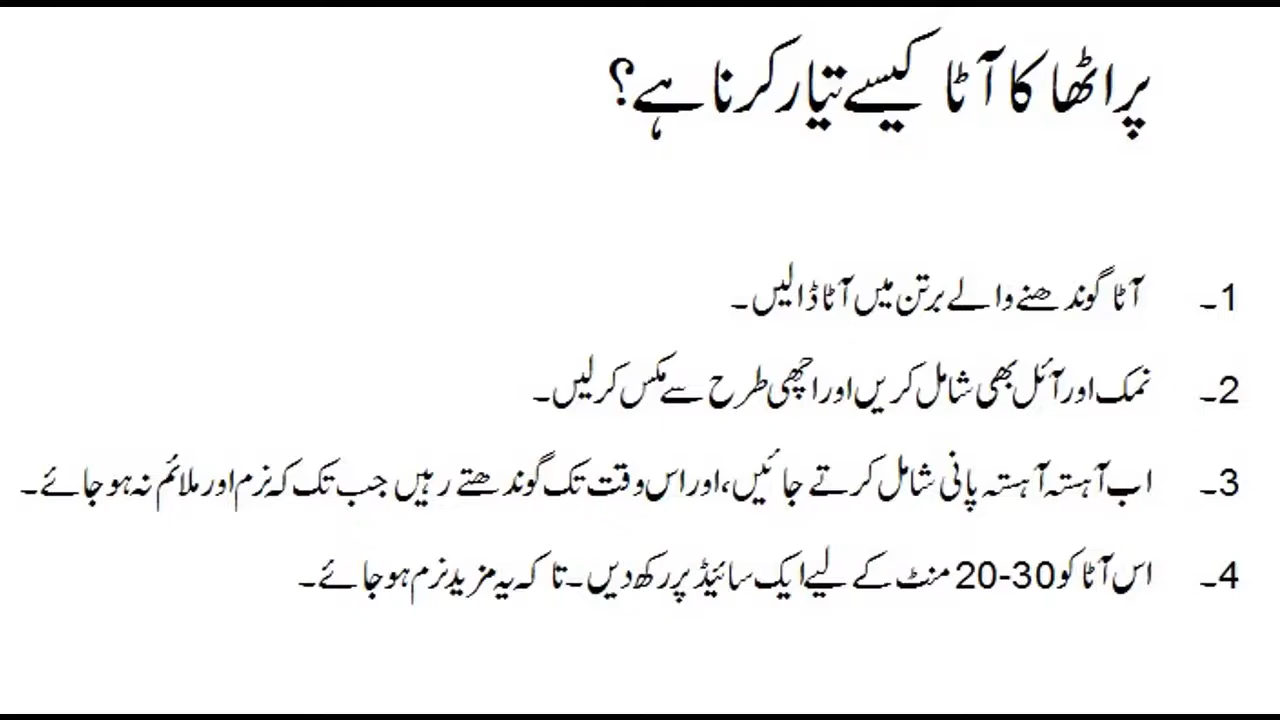 پراٹھا کا آٹا کیسے تیار کرنا ہے؟
1۔ آٹا گوندھنے والے برتن میں آٹا ڈالیں۔
2۔ نمک اور آئل بھی شامل کریں اور اچھی طرح سے مکس کر لیں۔
3۔ اب آہستہ آہستہ پانی شامل کرتے جائیں، اور اس وقت تک گوندھتے رہیں جب تک کہ نرم اور ملائم نہ ہو جائے۔
4۔ اس آٹا کو 20-30 منٹ کے لیے ایک سائیڈ پر رکھ دیں۔ تا کہ یہ مزید نرم ہو جائے۔